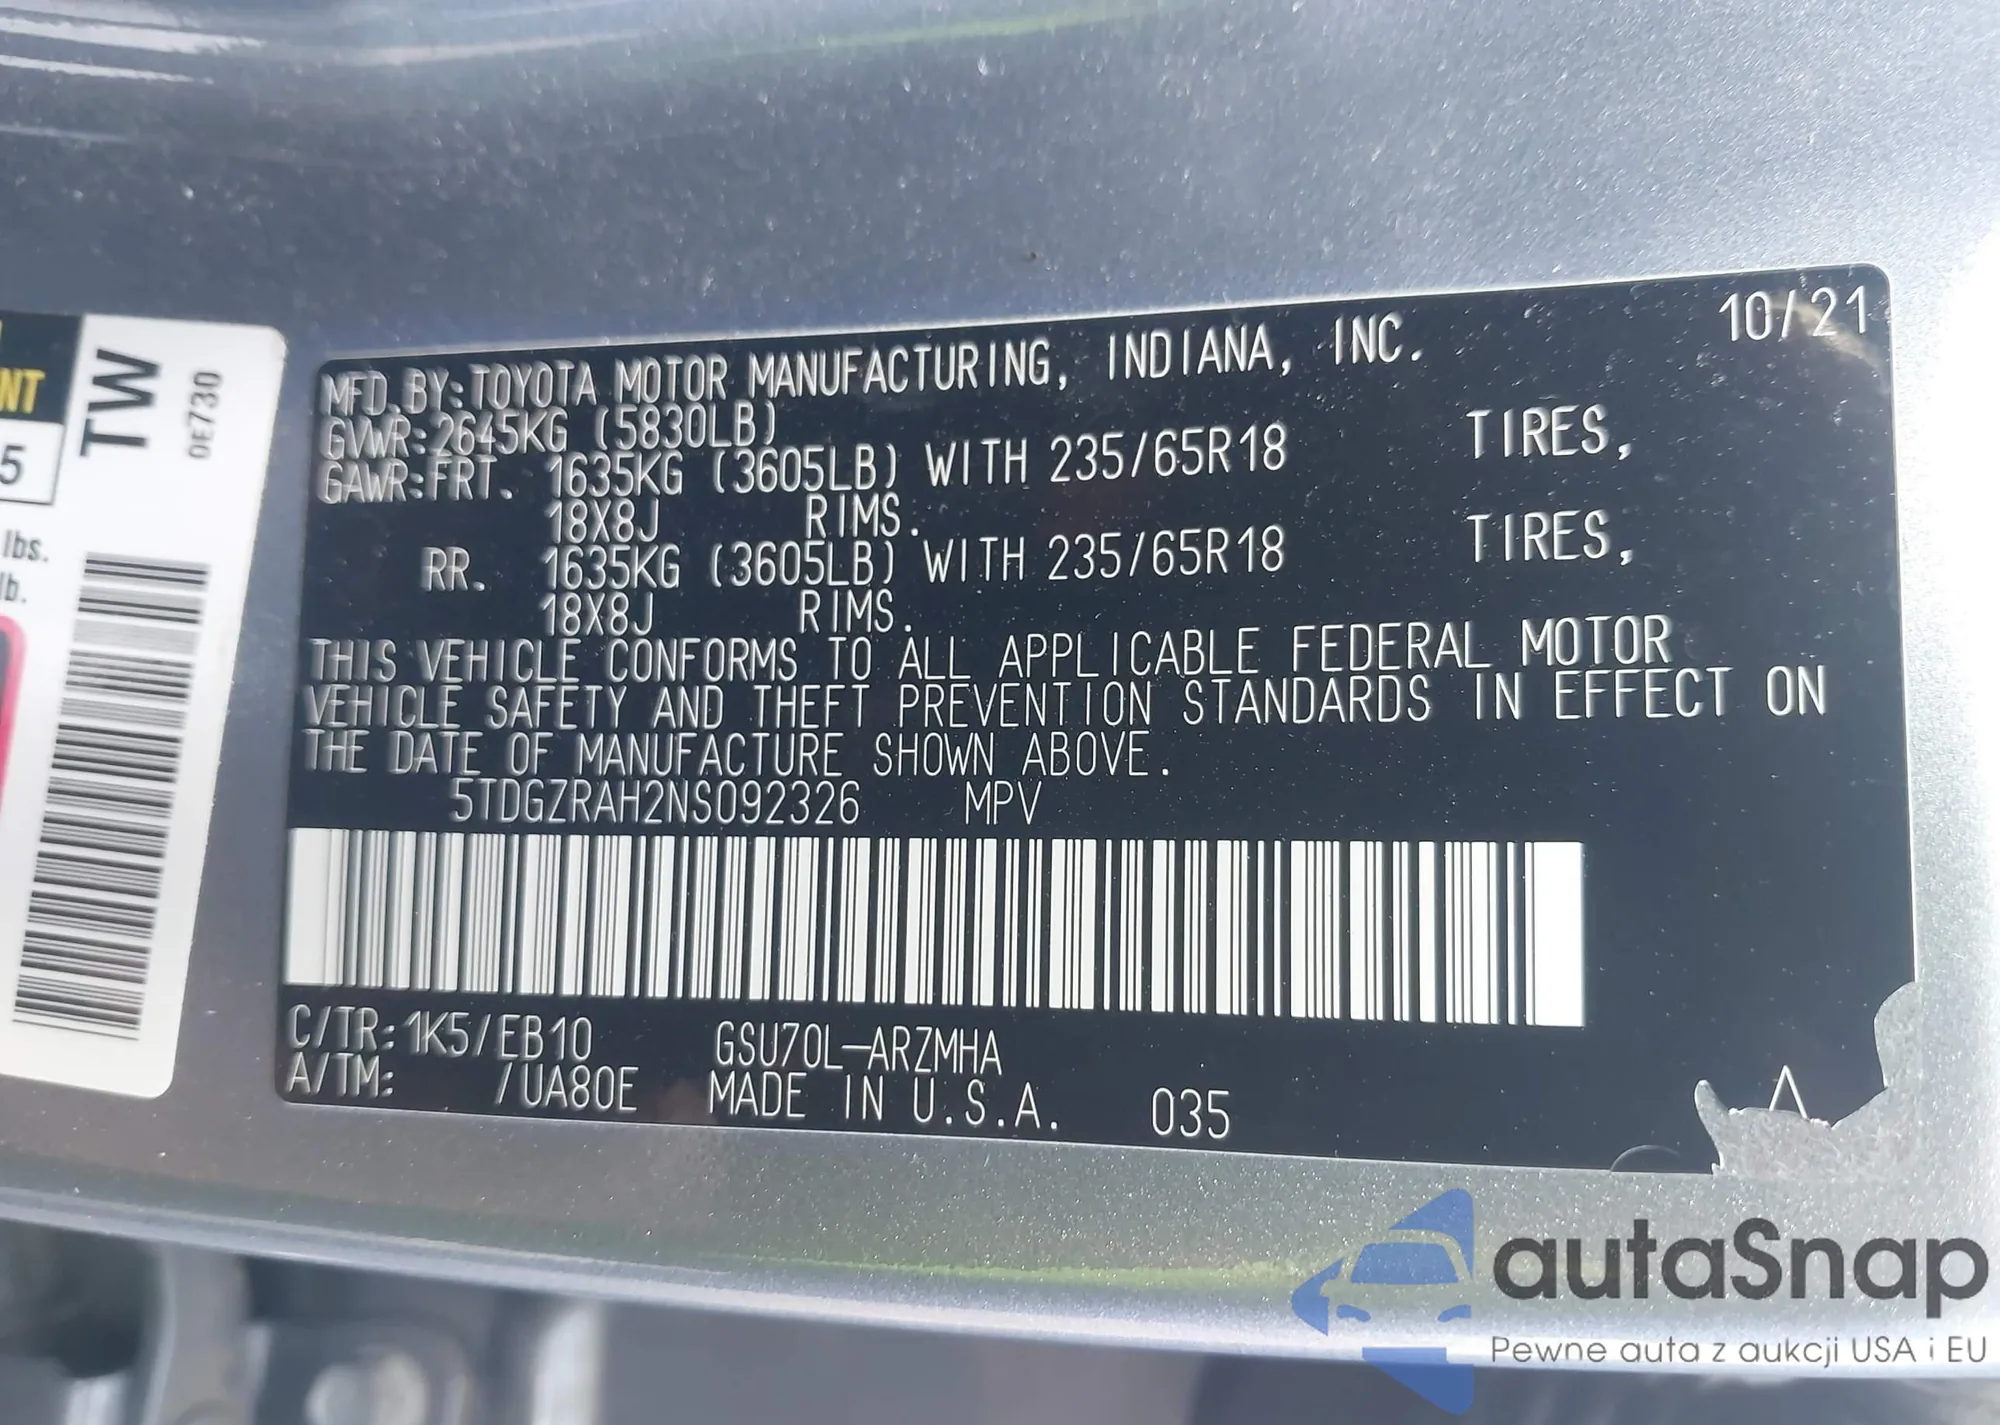 10/21
MFD.BY:TOYOTA MOTOR MANUFACTURING, INDIANA, INC.
GVWR:2645KG (5830LB)
GAWR:FRT. 1635KG (3605LB) WITH 235/65R18 TIRES,
18X8J RIMS.
RR. 1635KG (3605LB) WITH 235/65R18 TIRES,
18X8J RIMS.
THIS VEHICLE CONFORMS TO ALL APPLICABLE FEDERAL MOTOR
VEHICLE SAFETY AND THEFT PREVENTION STANDARDS IN EFFECT ON
THE DATE OF MANUFACTURE SHOWN ABOVE.
5TDGZRAH2NS092326 MPV
C/TR:1K5/EB10 GSU70L-ARZMHA
A/TM: /UA80E MADE IN U.S.A. 035
NT
5
TW
0E730
lbs.
lb.
autaSnap
Pewne auta z aukcji USA i EU